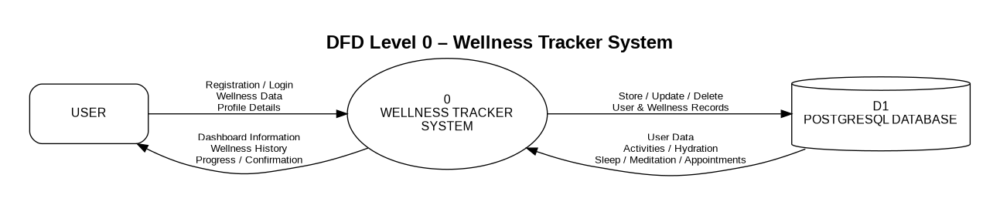 DFD Level 0 – Wellness Tracker System
USER
Registration / Login
Wellness Data
Profile Details
Dashboard Information
Wellness History
Progress / Confirmation
0
WELLNESS TRACKER
SYSTEM
Store / Update / Delete
User & Wellness Records
User Data
Activities / Hydration
Sleep / Meditation / Appointments
D1
POSTGRESQL DATABASE